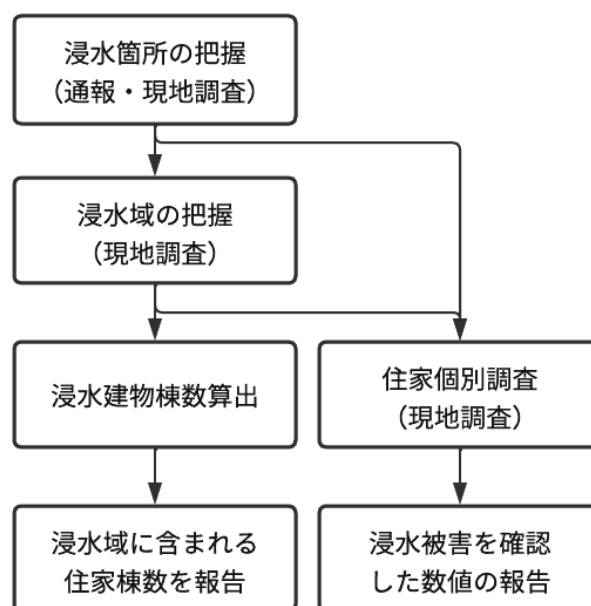 浸水箇所の把握
（通報・現地調査）
浸水域の把握
（現地調査）
浸水建物棟数算出
住家個別調査
（現地調査）
浸水域に含まれる
住家棟数を報告
浸水被害を確認
した数値の報告